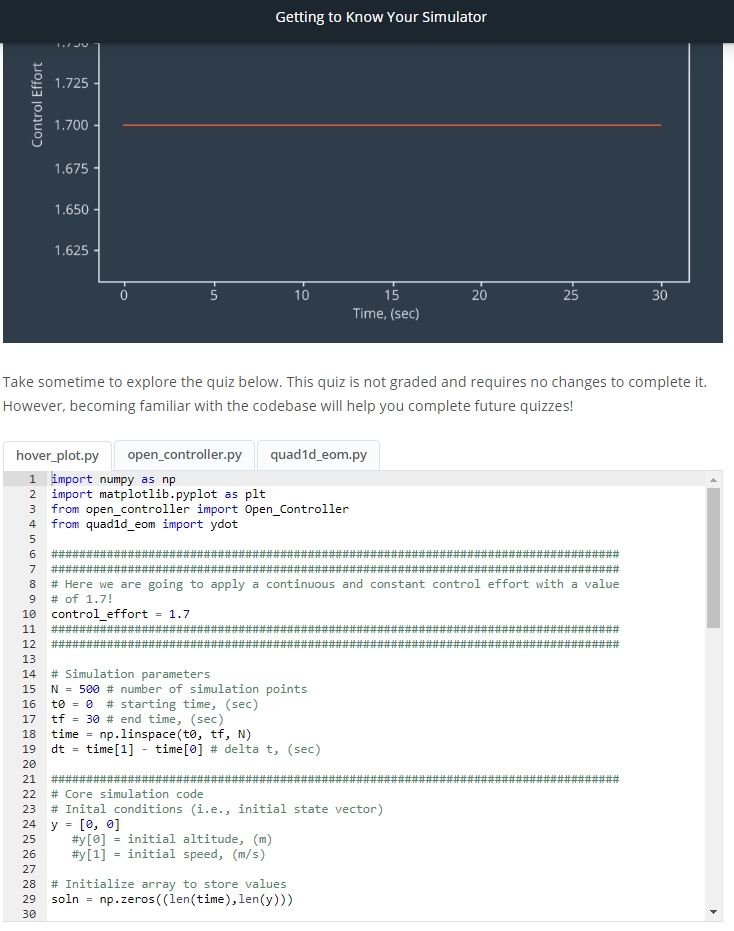 Getting to Know Your Simulator
1.750
Control Effort
1.725
1.700
1.675
1.650
1.625
0 5 10 15 20 25 30
Time, (sec)
Take sometime to explore the quiz below. This quiz is not graded and requires no changes to complete it.
However, becoming familiar with the codebase will help you complete future quizzes!
hover_plot.py open_controller.py quad1d_eom.py
1 import numpy as np
2 import matplotlib.pyplot as plt
3 from open_controller import Open_Controller
4 from quad1d_eom import ydot
5
6 ##################################################################################
7 ##################################################################################
8 # Here we are going to apply a continuous and constant control effort with a value
9 # of 1.7!
10 control_effort = 1.7
11 ##################################################################################
12 ##################################################################################
13
14 # Simulation parameters
15 N = 500 # number of simulation points
16 t0 = 0  # starting time, (sec)
17 tf = 30 # end time, (sec)
18 time = np.linspace(t0, tf, N)
19 dt = time[1] - time[0] # delta t, (sec)
20
21 ##################################################################################
22 # Core simulation code
23 # Inital conditions (i.e., initial state vector)
24 y = [0, 0]
25    #y[0] = initial altitude, (m)
26    #y[1] = initial speed, (m/s)
27
28 # Initialize array to store values
29 soln = np.zeros((len(time),len(y)))
30